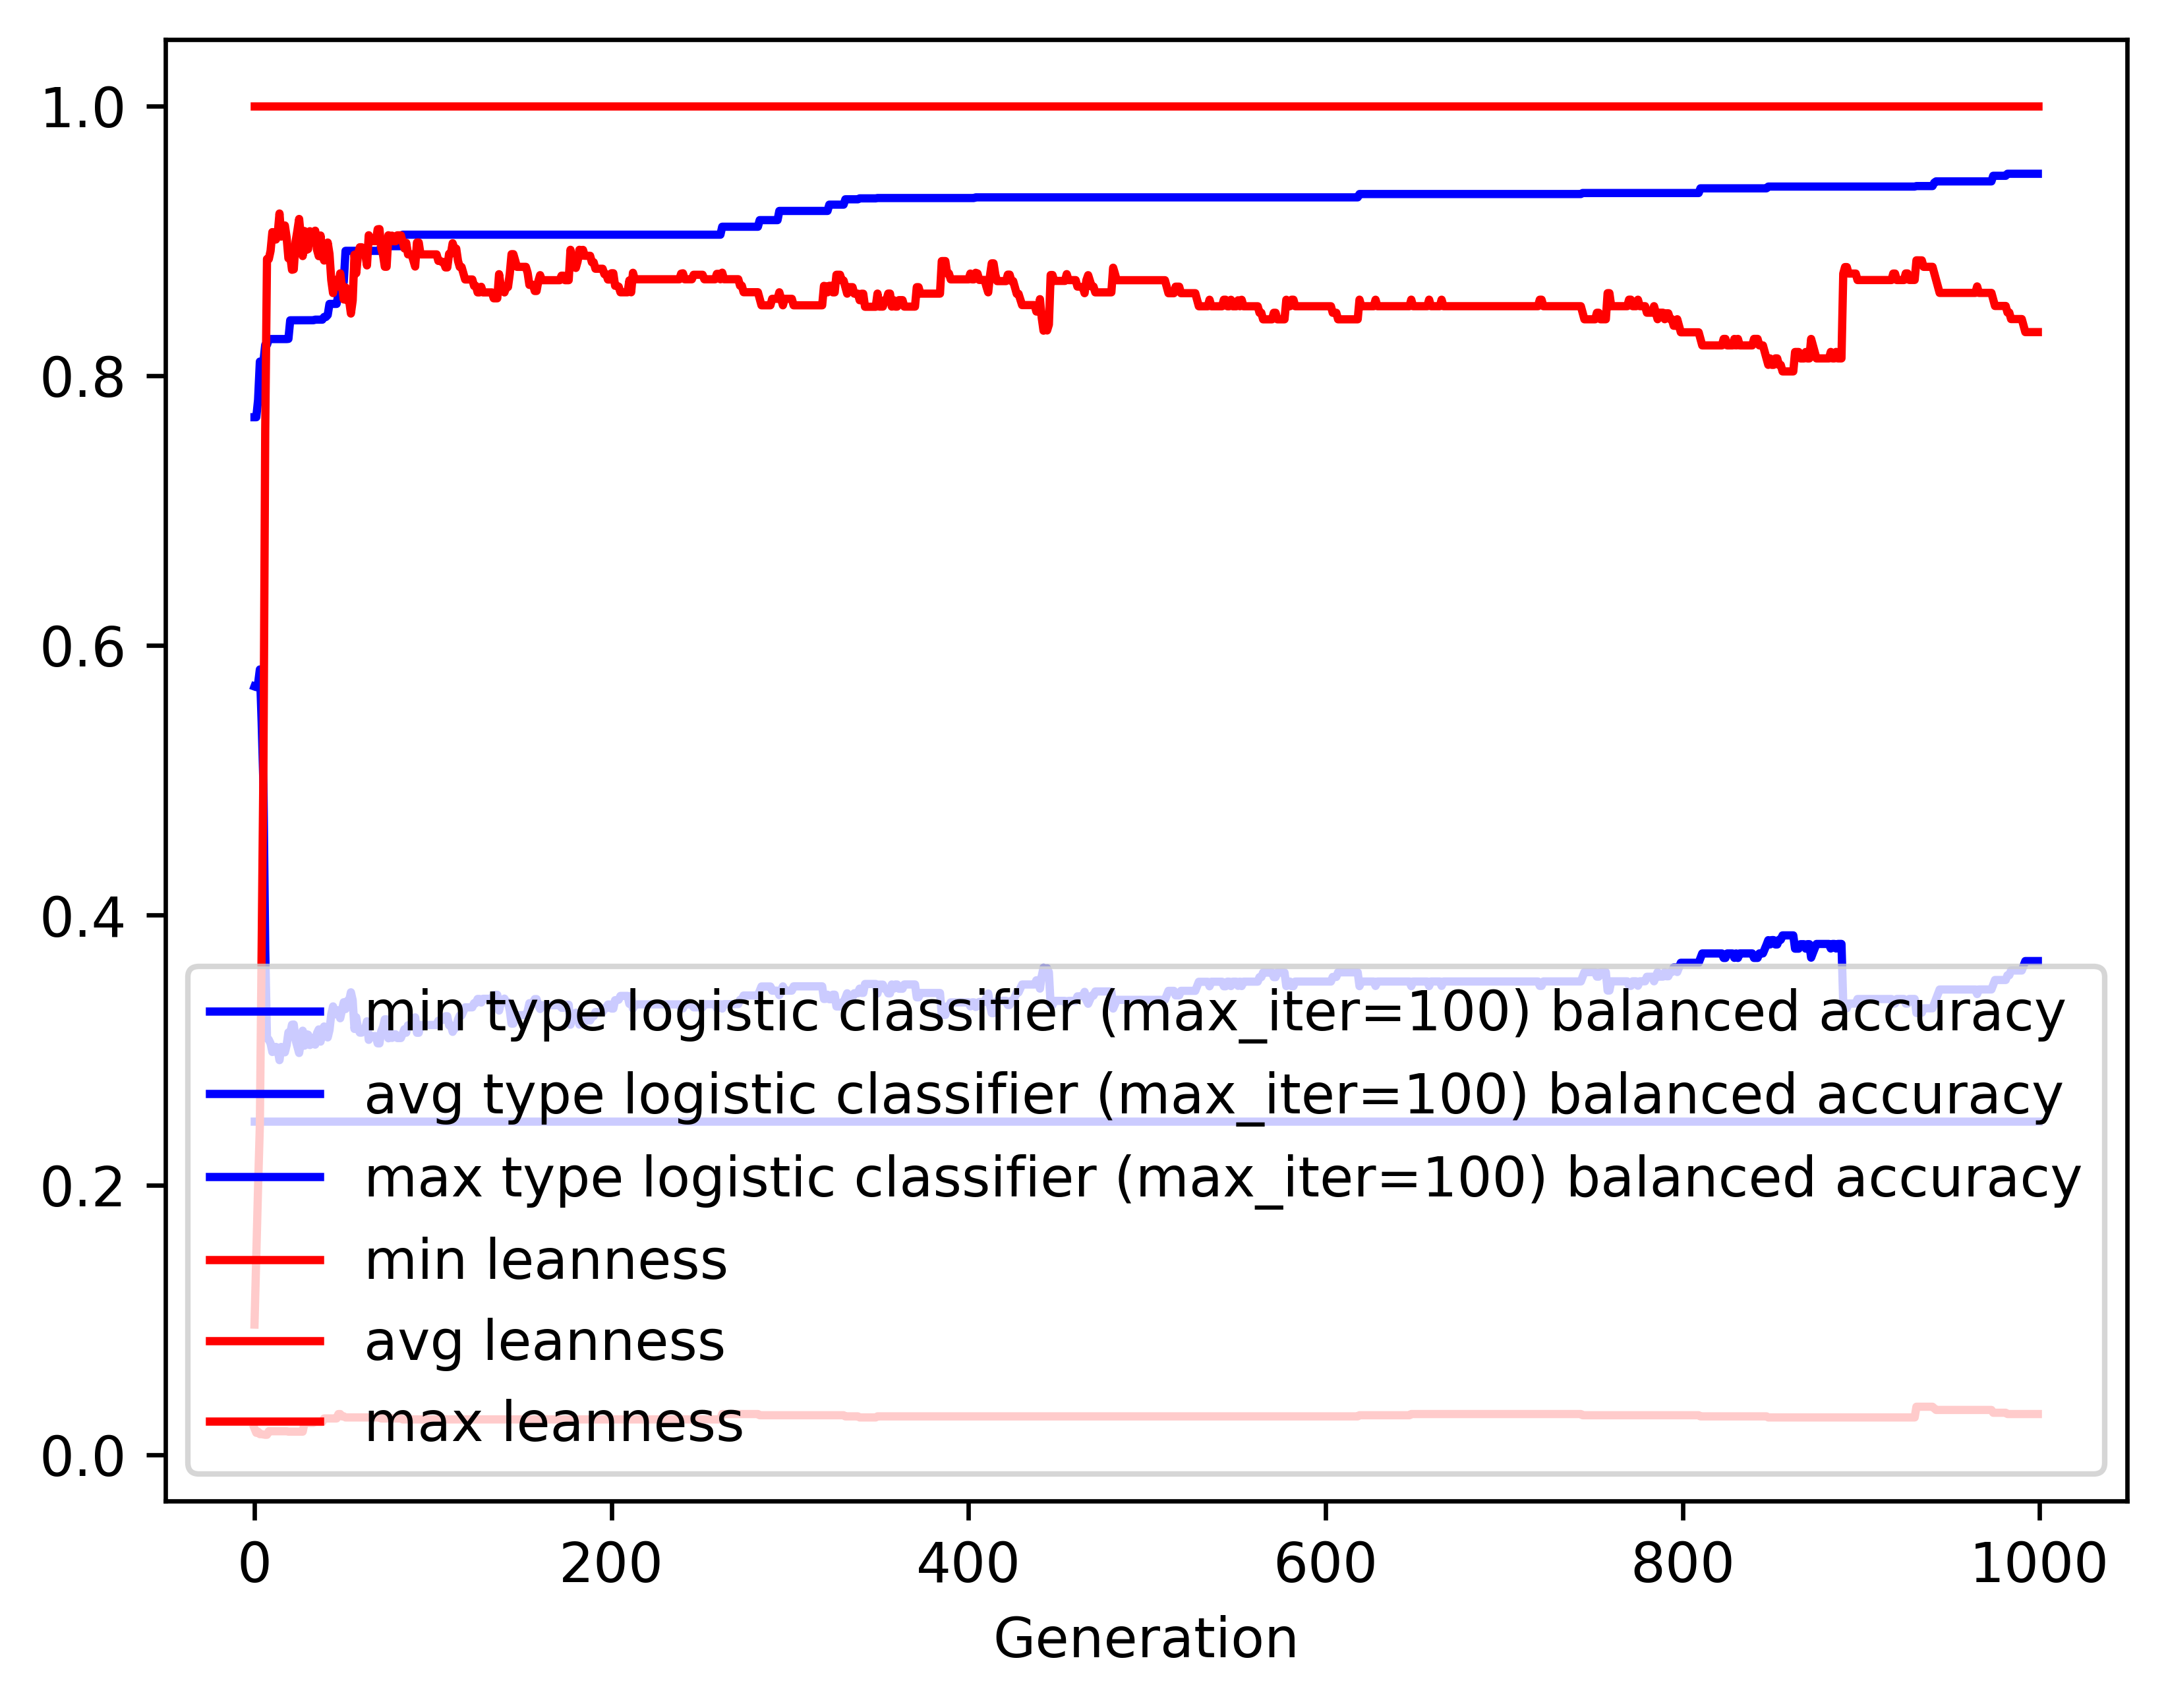 1.0
0.8
0.6
0.4
0.2
0.0
min type logistic classifier (max_iter=100) balanced accuracy
avg type logistic classifier (max_iter=100) balanced accuracy
max type logistic classifier (max_iter=100) balanced accuracy
min leanness
avg leanness
max leanness
0 200 400 600 800 1000
Generation